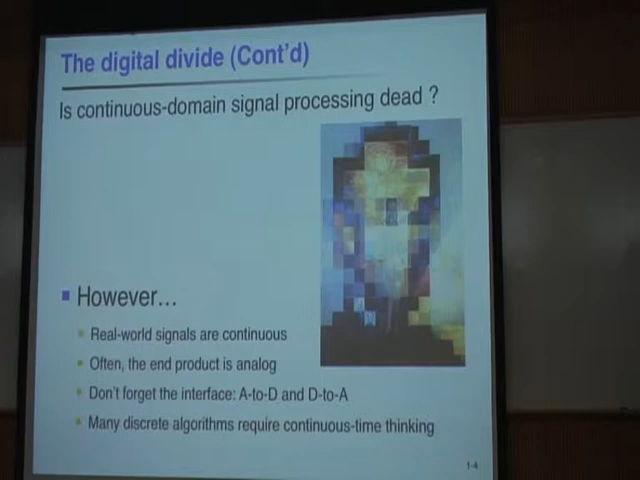 The digital divide (Cont'd)
Is continuous-domain signal processing dead ?
However...
Real-world signals are continuous
Often, the end product is analog
Don't forget the interface: A-to-D and D-to-A
Many discrete algorithms require continuous-time thinking
1-4